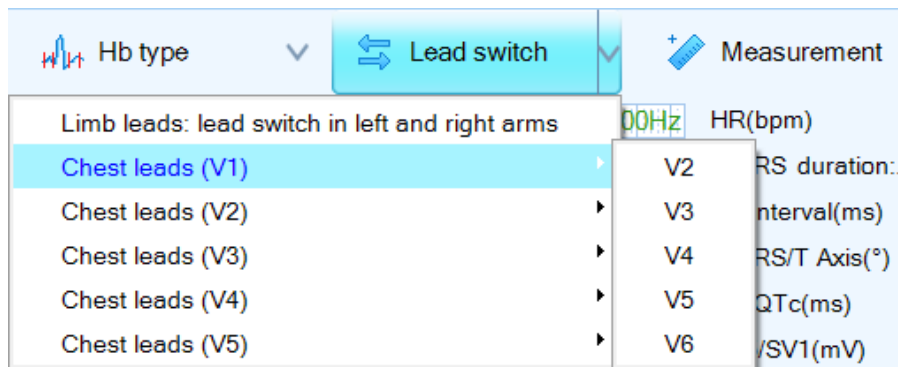 Hb type
Lead switch
Measurement
Limb leads: lead switch in left and right arms
00Hz
HR(bpm)
Chest leads (V1)
V2
RS duration:
Chest leads (V2)
V3
nterval(ms)
Chest leads (V3)
V4
RS/T Axis(°)
Chest leads (V4)
V5
QTc(ms)
Chest leads (V5)
V6
/SV1(mV)